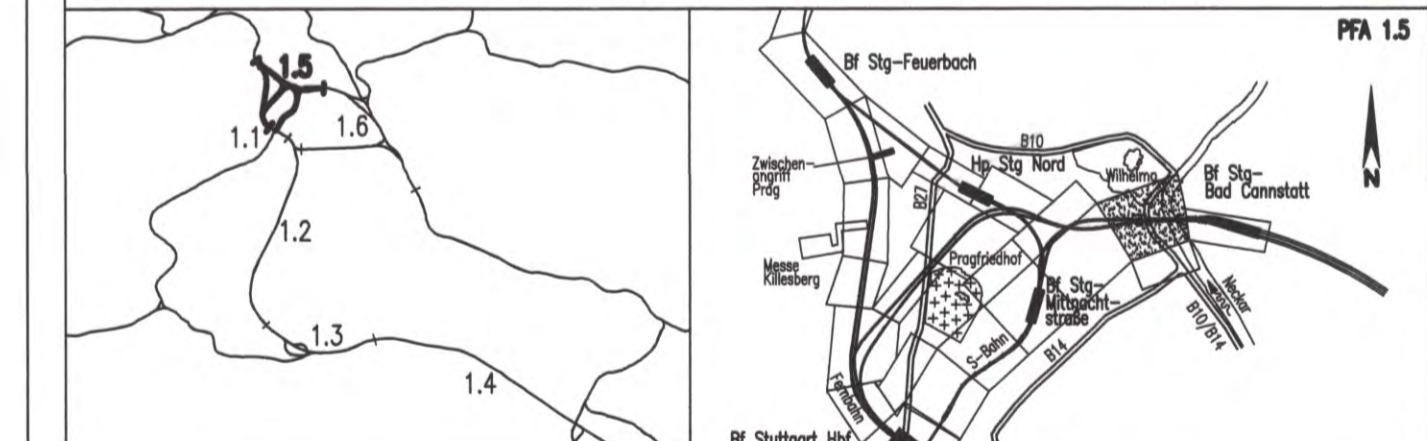 1.5
1.1
1.6
1.2
1.3
1.4
PFA 1.5
Bf Stg-Feuerbach
B10
Zwischen-
angriff
Prag
Hp Stg Nord
Wilhelma
Bf Stg-
Bad Cannstatt
N
B27
Messe
Killesberg
Pragfriedhof
Bf Stg-
Mittnacht-
straße
Neckar
B10/B14
S-Bahn
B14
Fernbahn
Bf Stuttgart Hbf